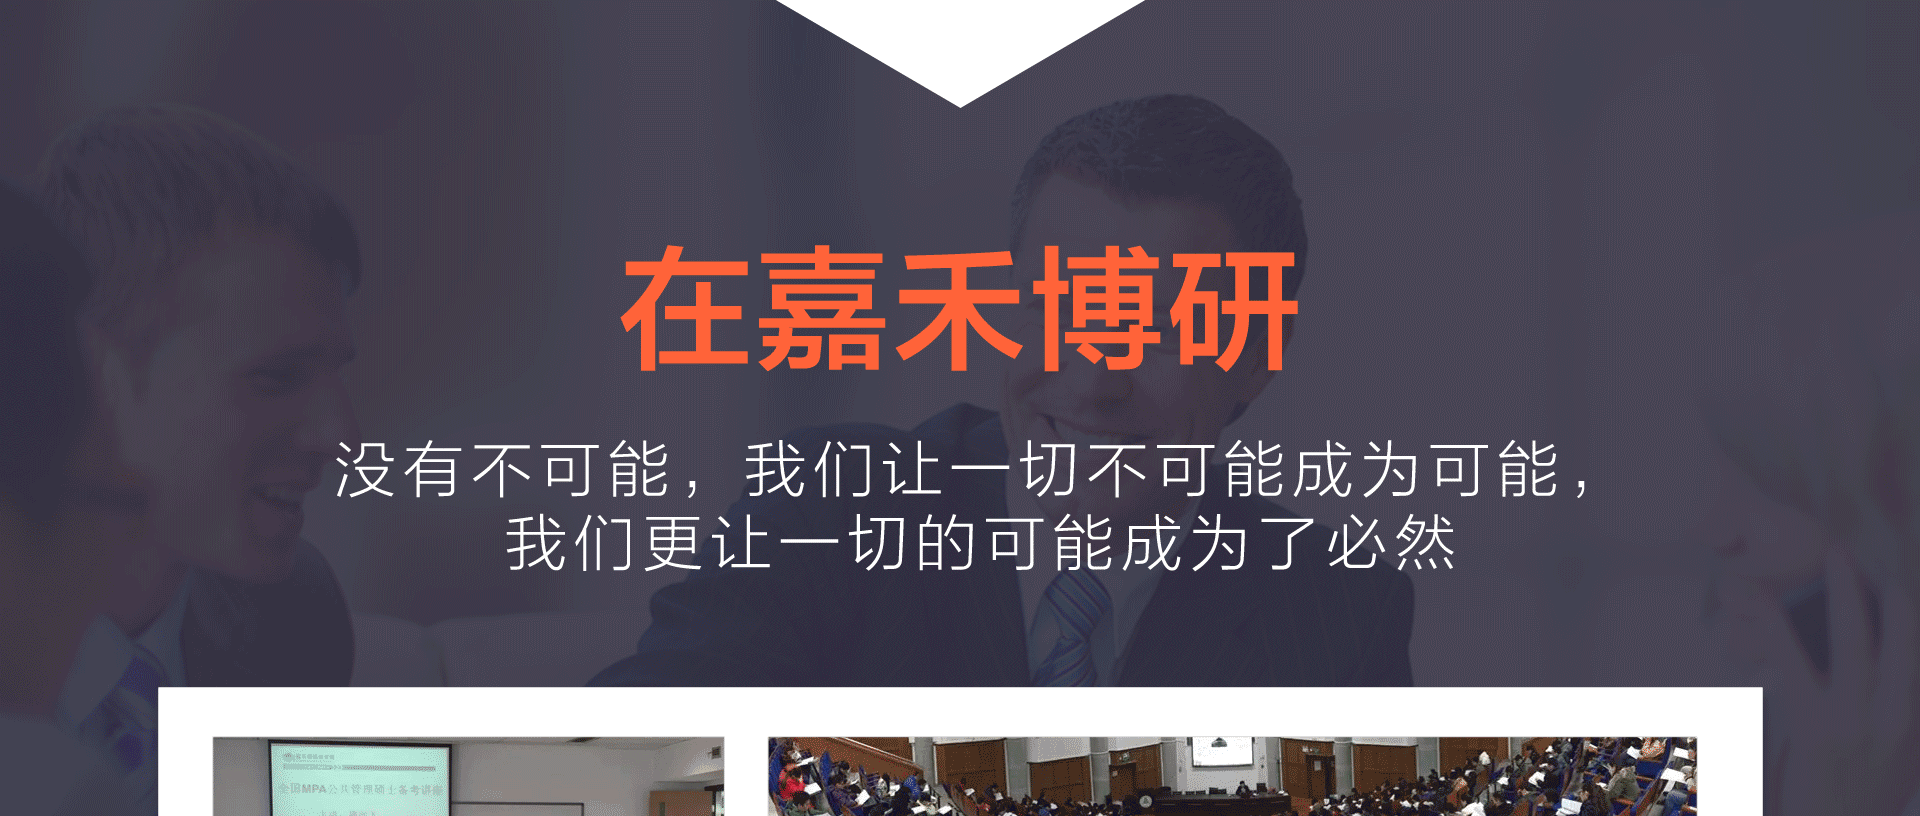 在嘉禾博研
没有不可能，我们让一切不可能成为可能，
我们更让一切的可能成为了必然
全国MPA公共管理硕士备考讲座